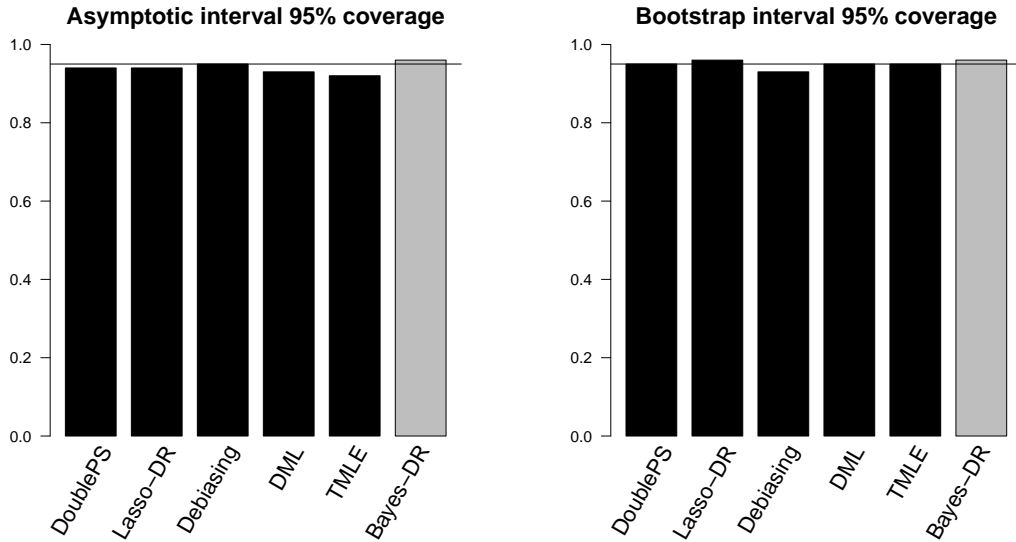 Asymptotic interval 95% coverage
1.0
0.8
0.6
0.4
0.2
0.0
DoublePS
Lasso−DR
Debiasing
DML
TMLE
Bayes−DR
Bootstrap interval 95% coverage
1.0
0.8
0.6
0.4
0.2
0.0
DoublePS
Lasso−DR
Debiasing
DML
TMLE
Bayes−DR